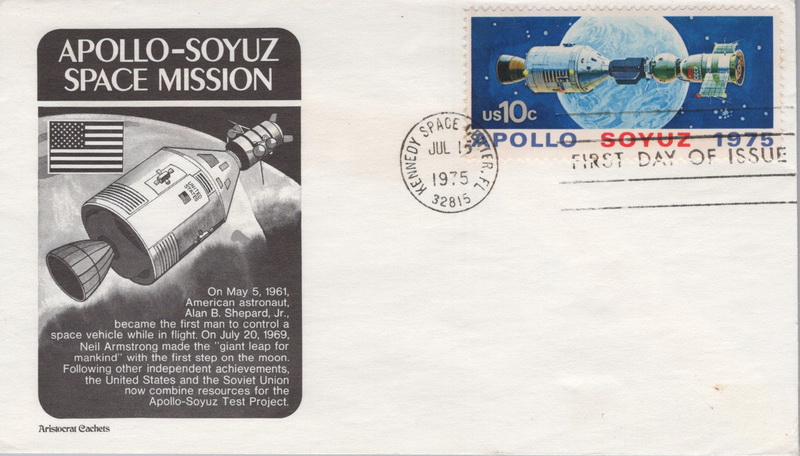 APOLLO-SOYUZ
SPACE MISSION
UNITED STATES
On May 5, 1961,
American astronaut,
Alan B. Shepard, Jr.,
became the first man to control a
space vehicle while in flight. On July 20, 1969,
Neil Armstrong made the "giant leap for
mankind" with the first step on the moon.
Following other independent achievements,
the United States and the Soviet Union
now combine resources for the
Apollo-Soyuz Test Project.
Aristocrat Cachets
US10c
APOLLO SOYUZ 1975
KENNEDY SPACE CENTER, FL
JUL 15
1975
32815
FIRST DAY OF ISSUE